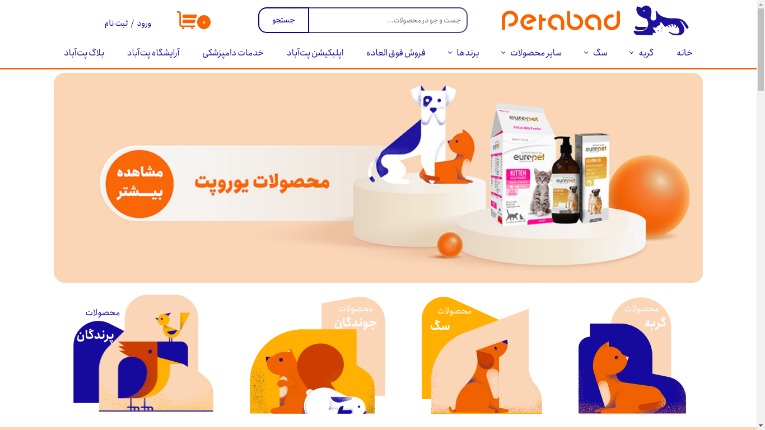 Petabad
جست و جو در محصولات...
جستجو
۰
ورود / ثبت نام
خانه
گربه
سگ
سایر محصولات
برندها
فروش فوق العاده
اپلیکیشن پت‌آباد
خدمات دامپزشکی
آرایشگاه پت‌آباد
بلاگ پت‌آباد
محصولات یوروپت
مشاهده
بیـــشتر
europet
KITTEN
europet
europet
محصولات
گربه
محصولات
سگ
محصولات
جوندگان
محصولات
پرندگان